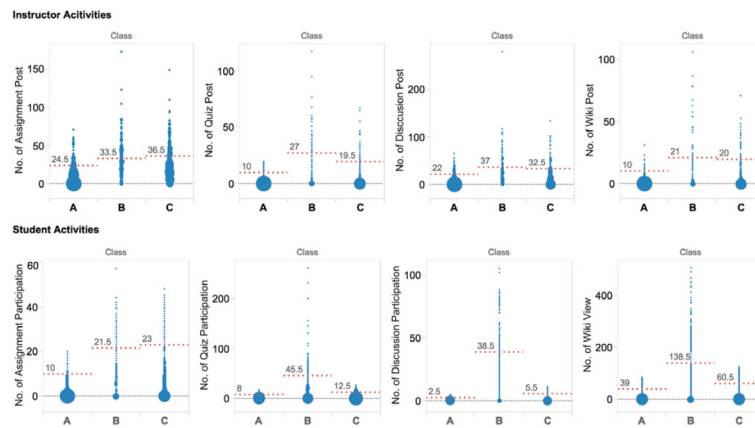 Instructor Acitivities
Class
No. of Assignment Post
150
100
50
0
24.5
33.5
36.5
A B C
Class
No. of Quiz Post
100
50
0
10
27
19.5
A B C
Class
No. of Disccusion Post
200
100
0
22
37
32.5
A B C
Class
No. of Wiki Post
100
50
0
10
21
20
A B C
Student Activities
Class
No. of Assignment Participation
60
40
20
0
10
21.5
23
A B C
Class
No. of Quiz Participation
200
100
0
8
45.5
12.5
A B C
Class
No. of Discussion Participation
100
50
0
2.5
38.5
5.5
A B C
Class
No. of Wiki View
400
200
0
39
138.5
60.5
A B C